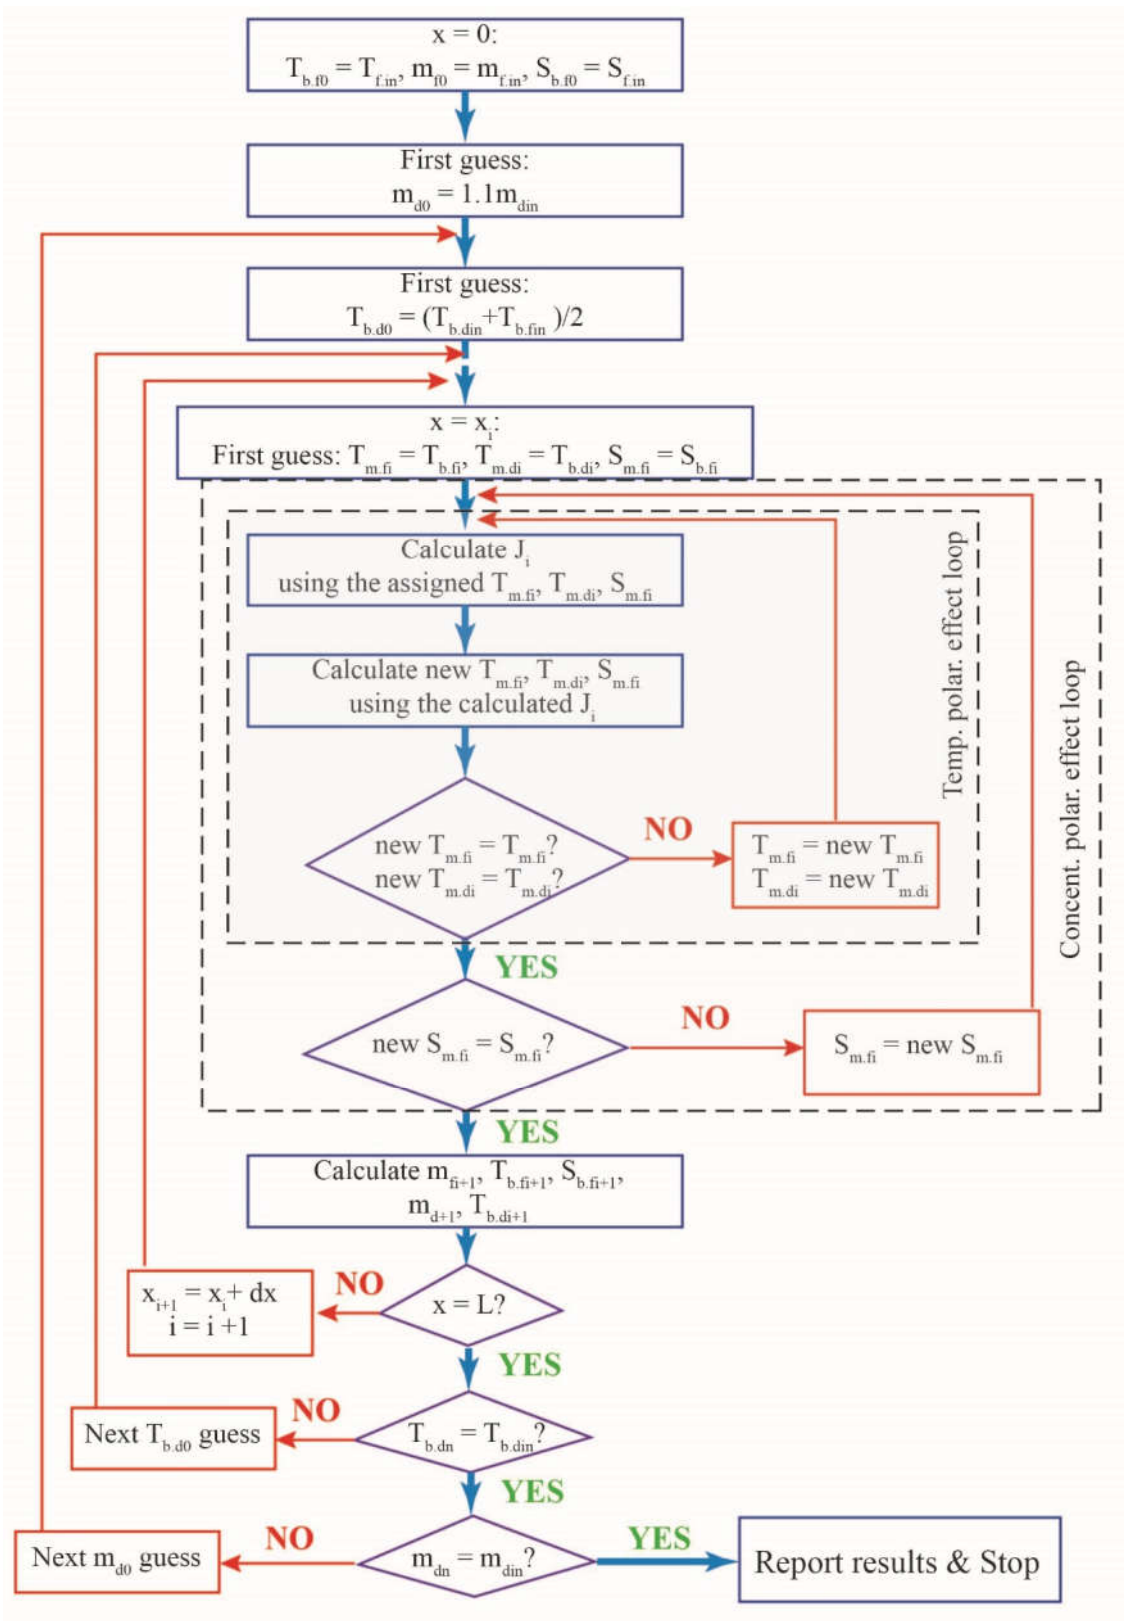 x = 0:
T_b.f0 = T_f.in, m_f0 = m_f.in, S_b.f0 = S_f.in
First guess:
m_d0 = 1.1m_din
First guess:
T_b.d0 = (T_b.din+T_b.fin )/2
x = x_i:
First guess: T_m.fi = T_b.fi, T_m.di = T_b.di, S_m.fi = S_b.fi
Calculate J_i
using the assigned T_m.fi, T_m.di, S_m.fi
Calculate new T_m.fi, T_m.di, S_m.fi
using the calculated J_i
new T_m.fi = T_m.fi?
new T_m.di = T_m.di?
NO
T_m.fi = new T_m.fi
T_m.di = new T_m.di
Temp. polar. effect loop
YES
new S_m.fi = S_m.fi?
NO
S_m.fi = new S_m.fi
Concent. polar. effect loop
YES
Calculate m_fi+1, T_b.fi+1, S_b.fi+1,
m_d+1, T_b.di+1
x = L?
NO
x_i+1 = x_i+ dx
i = i +1
YES
T_b.dn = T_b.din?
NO
Next T_b.d0 guess
YES
m_dn = m_din?
NO
Next m_d0 guess
YES
Report results & Stop